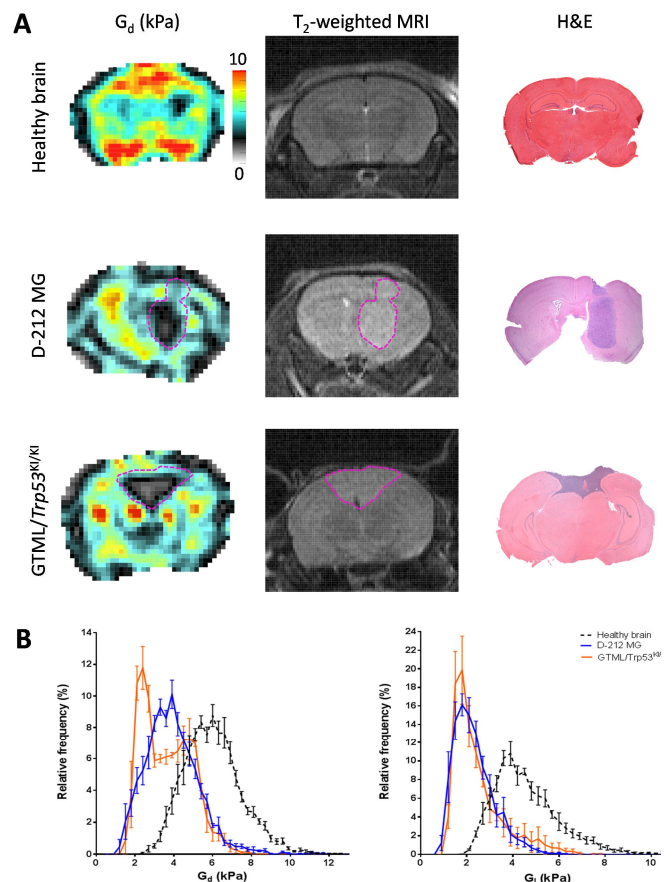 A
G_d (kPa)
T₂-weighted MRI
H&E
Healthy brain
10
0
D-212 MG
GTML/Trp53^KI/KI
B
Relative frequency (%)
14
12
10
8
6
4
2
0
0 2 4 6 8 10 12
G_d (kPa)
Relative frequency (%)
24
22
20
18
16
14
12
10
8
6
4
2
0
0 2 4 6 8 10
G_l (kPa)
Healthy brain
D-212 MG
GTML/Trp53^KI/